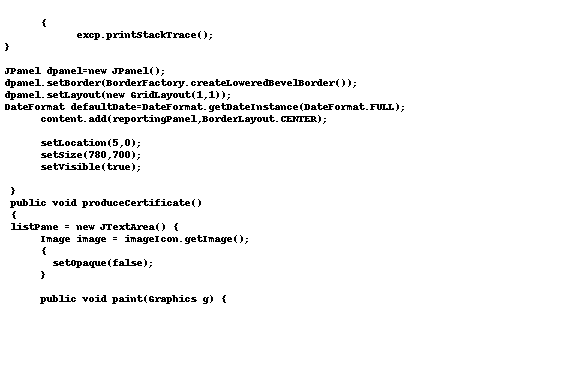 {
excp.printStackTrace();
}
JPanel dpanel=new JPanel();
dpanel.setBorder(BorderFactory.createLoweredBevelBorder());
dpanel.setLayout(new GridLayout(1,1));
DateFormat defaultDate=DateFormat.getDateInstance(DateFormat.FULL);
content.add(reportingPanel,BorderLayout.CENTER);
setLocation(5,0);
setSize(780,700);
setVisible(true);
}
public void produceCertificate()
{
listPane = new JTextArea() {
Image image = imageIcon.getImage();
{
setOpaque(false);
}
public void paint(Graphics g) {